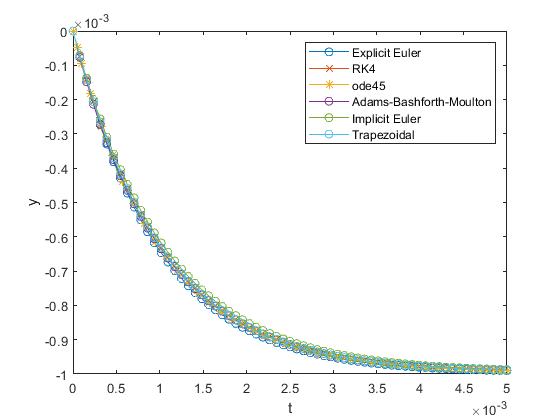 ×10⁻³
0
-0.1
-0.2
-0.3
-0.4
-0.5
-0.6
-0.7
-0.8
-0.9
-1
y
Explicit Euler
RK4
ode45
Adams-Bashforth-Moulton
Implicit Euler
Trapezoidal
0 0.5 1 1.5 2 2.5 3 3.5 4 4.5 5
t
×10⁻³